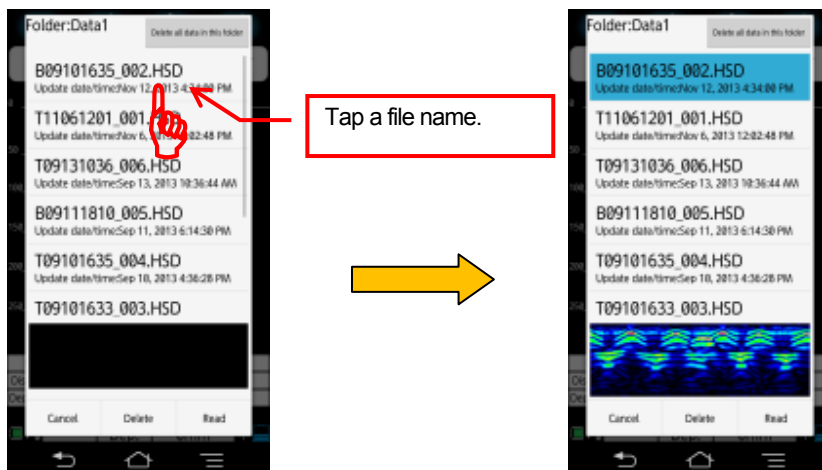 Folder:Data1
Delete all data in this folder
B09101635_002.HSD
Update date/time:Nov 12, 2013 4:34:00 PM
T11061201_001.HSD
Update date/time:Nov 6, 2013 12:02:48 PM
T09131036_006.HSD
Update date/time:Sep 13, 2013 10:36:44 AM
B09111810_005.HSD
Update date/time:Sep 11, 2013 6:14:30 PM
T09101635_004.HSD
Update date/time:Sep 10, 2013 4:36:28 PM
T09101633_003.HSD
Cancel Delete Read
Tap a file name.
Folder:Data1
Delete all data in this folder
B09101635_002.HSD
Update date/time:Nov 12, 2013 4:34:00 PM
T11061201_001.HSD
Update date/time:Nov 6, 2013 12:02:48 PM
T09131036_006.HSD
Update date/time:Sep 13, 2013 10:36:44 AM
B09111810_005.HSD
Update date/time:Sep 11, 2013 6:14:30 PM
T09101635_004.HSD
Update date/time:Sep 10, 2013 4:36:28 PM
T09101633_003.HSD
Cancel Delete Read